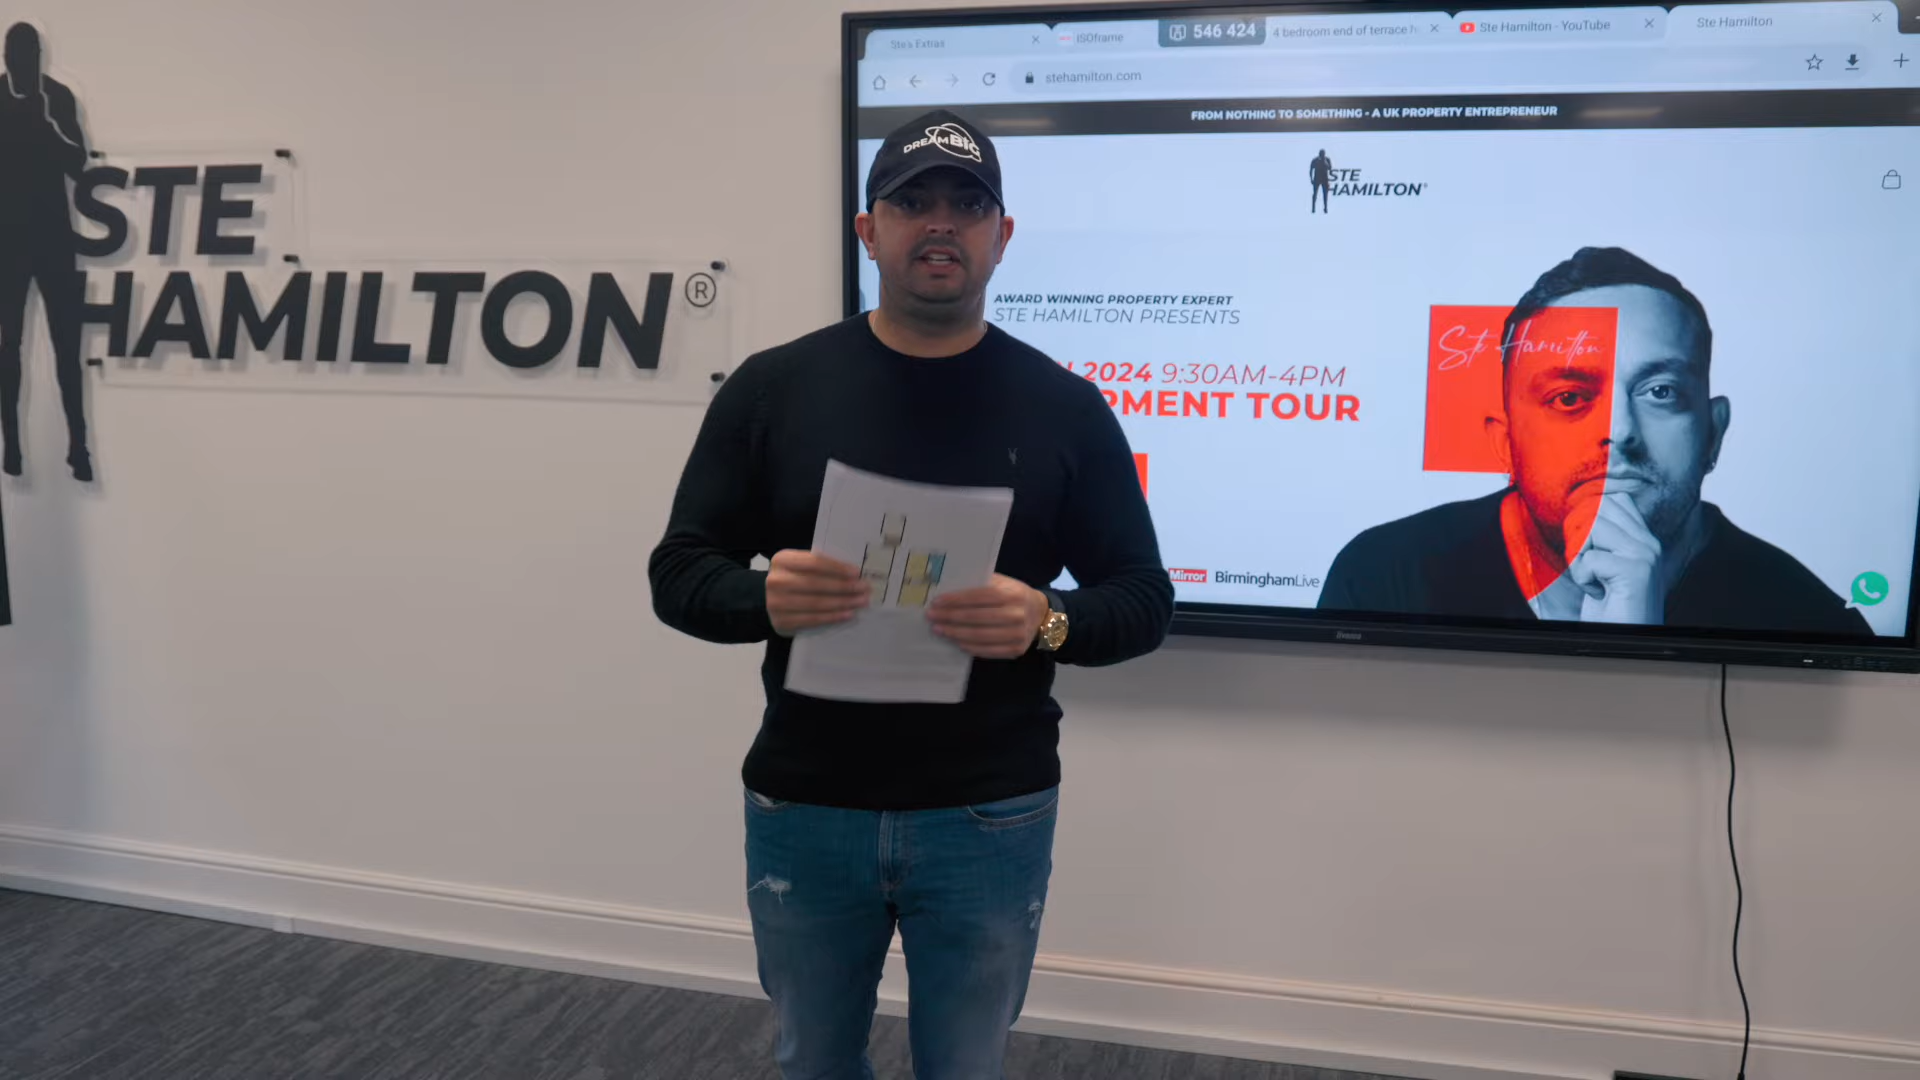 STE
HAMILTON®
Ste's Extras
ISOframe
546 424
4 bedroom end of terrace h
Ste Hamilton - YouTube
Ste Hamilton
stehamilton.com
FROM NOTHING TO SOMETHING - A UK PROPERTY ENTREPRENEUR
STE
HAMILTON®
DREAM BIG
AWARD WINNING PROPERTY EXPERT
STE HAMILTON PRESENTS
2024 9:30AM-4PM
PMENT TOUR
Ste Hamilton
Mirror BirminghamLive
iiyama